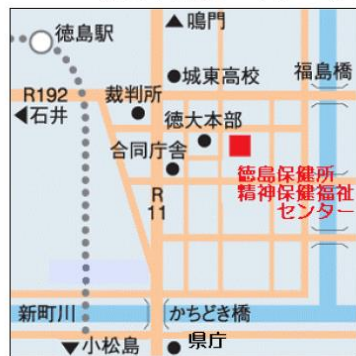 ▲鳴門
徳島駅
城東高校
福島橋
R192
◀石井
裁判所
徳大本部
合同庁舎
徳島保健所
精神保健福祉
センター
R
11
新町川
かちどき橋
▼小松島
県庁